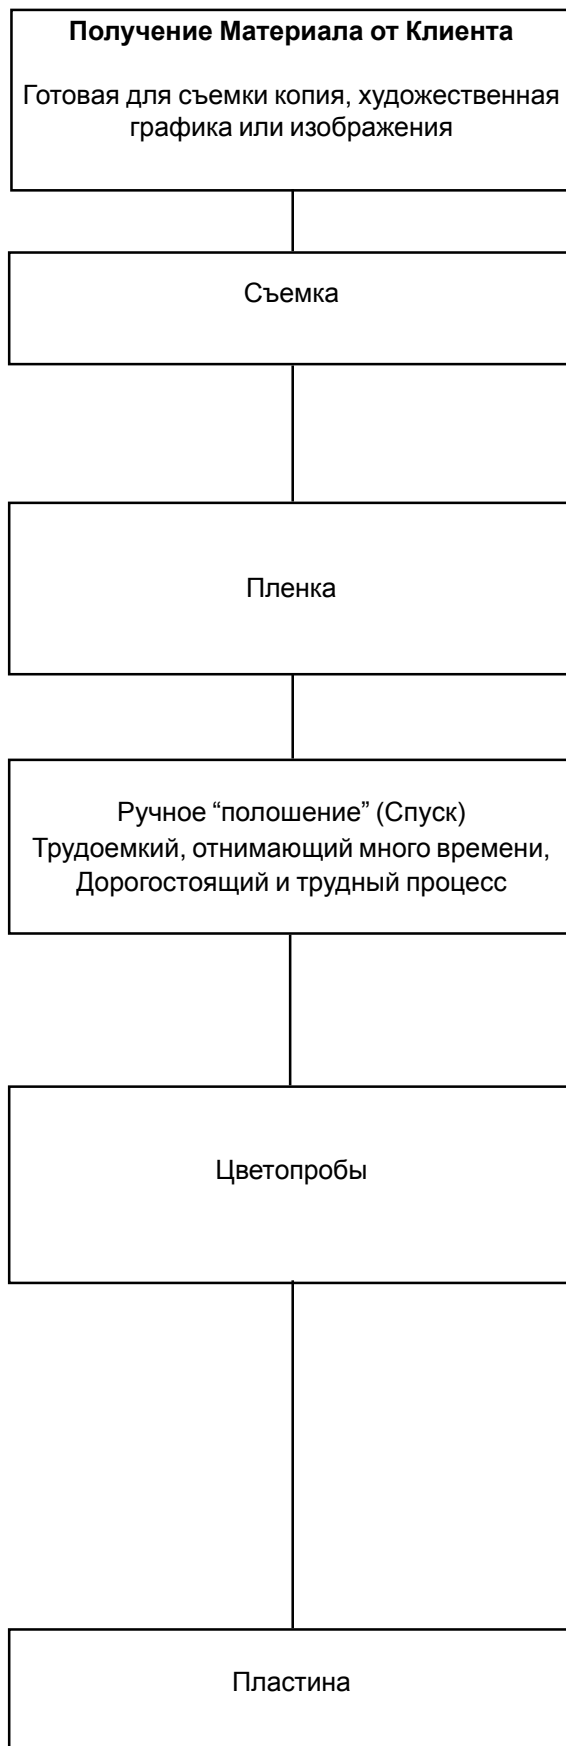 Получение Материала от Клиента
Готовая для съемки копия, художественная
графика или изображения
Съемка
Пленка
Ручное “полошение” (Спуск)
Трудоемкий, отнимающий много времени,
Дорогостоящий и трудный процесс
Цветопробы
Пластина